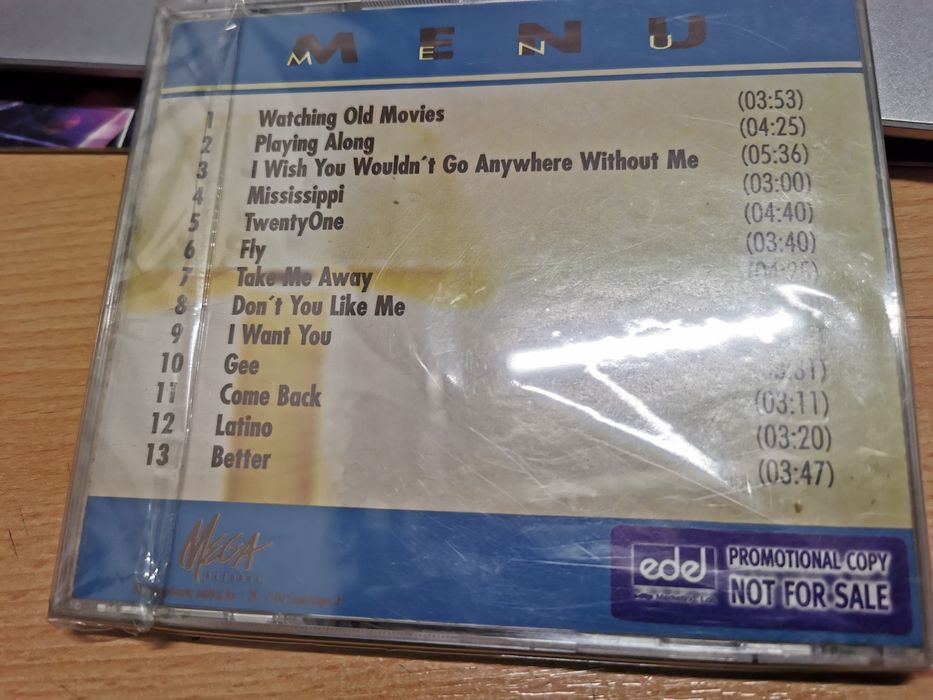 MENU
MENU
1 Watching Old Movies (03:53)
2 Playing Along (04:25)
3 I Wish You Wouldn´t Go Anywhere Without Me (05:36)
4 Mississippi (03:00)
5 TwentyOne (04:40)
6 Fly (03:40)
7 Take Me Away
8 Don´t You Like Me
9 I Want You
10 Gee
11 Come Back (03:11)
12 Latino (03:20)
13 Better (03:47)
MEGA
RECORDS
edel
PROMOTIONAL COPY
NOT FOR SALE